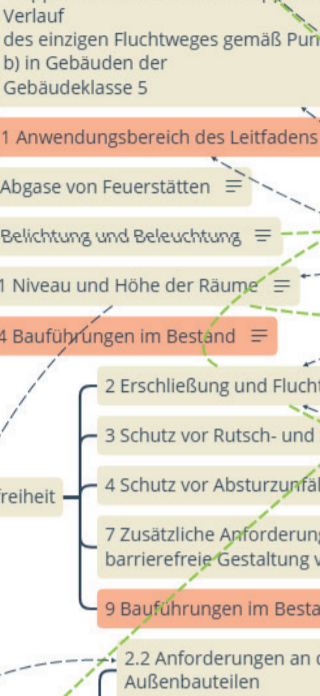 Verlauf
des einzigen Fluchtweges gemäß Pun
b) in Gebäuden der
Gebäudeklasse 5
1 Anwendungsbereich des Leitfadens
Abgase von Feuerstätten
Belichtung und Beleuchtung
1 Niveau und Höhe der Räume
4 Bauführungen im Bestand
2 Erschließung und Flucht
3 Schutz vor Rutsch- und
freiheit
4 Schutz vor Absturzunfäl
7 Zusätzliche Anforderung
barrierefreie Gestaltung v
9 Bauführungen im Besta
2.2 Anforderungen an d
Außenbauteilen